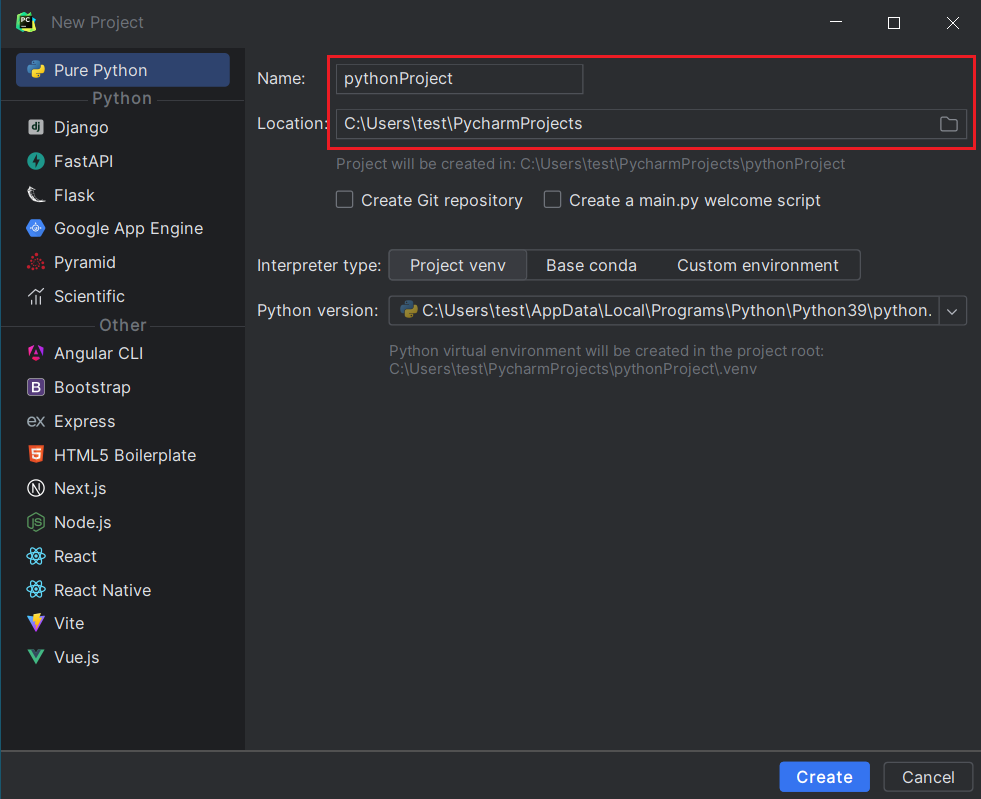 New Project
Pure Python
Python
Django
FastAPI
Flask
Google App Engine
Pyramid
Scientific
Other
Angular CLI
Bootstrap
Express
HTML5 Boilerplate
Next.js
Node.js
React
React Native
Vite
Vue.js
Name: pythonProject
Location: C:\Users\test\PycharmProjects
Project will be created in: C:\Users\test\PycharmProjects\pythonProject
Create Git repository Create a main.py welcome script
Interpreter type: Project venv Base conda Custom environment
Python version: C:\Users\test\AppData\Local\Programs\Python\Python39\python.
Python virtual environment will be created in the project root:
C:\Users\test\PycharmProjects\pythonProject\.venv
Create Cancel